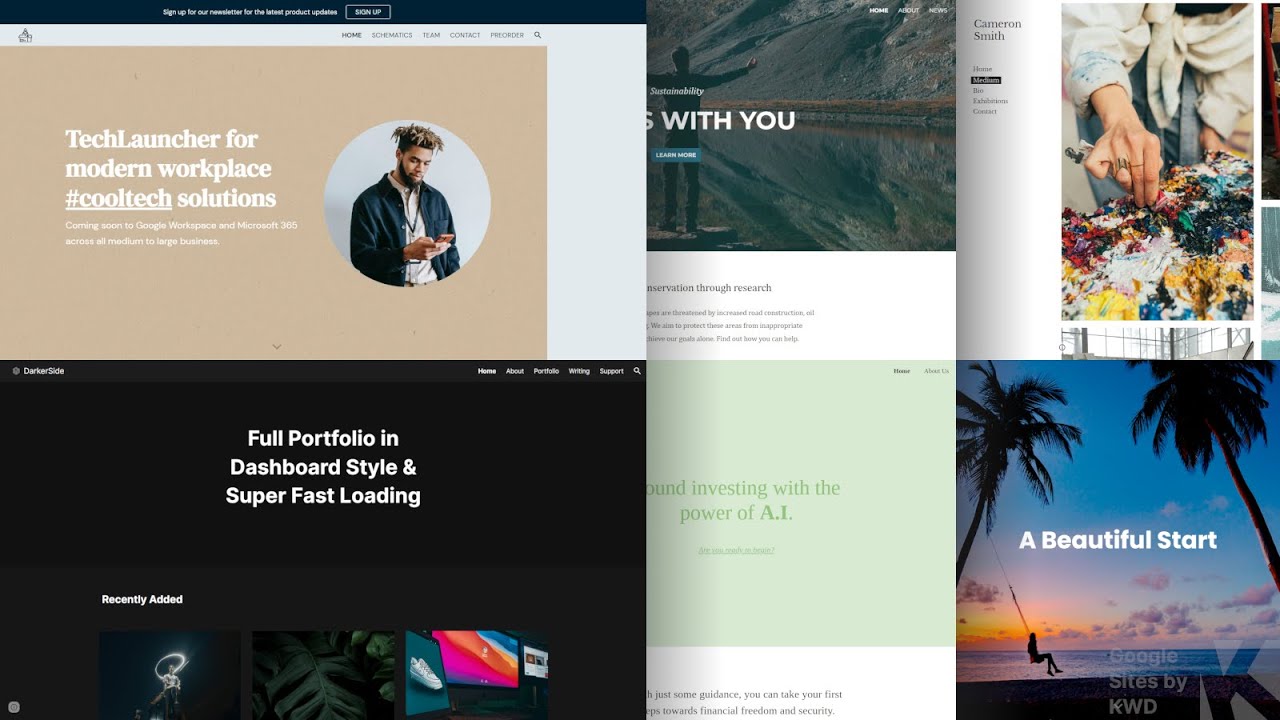 Sign up for our newsletter for the latest product updates SIGN UP
HOME SCHEMATICS TEAM CONTACT PREORDER
TechLauncher for
modern workplace
#cooltech solutions
Coming soon to Google Workspace and Microsoft 365
across all medium to large business.
HOME ABOUT NEWS
Sustainability
S WITH YOU
LEARN MORE
nservation through research
apes are threatened by increased road construction, oil
We aim to protect these areas from inappropriate
chieve our goals alone. Find out how you can help.
Cameron
Smith
Home
Medium
Bio
Exhibitions
Contact
DarkerSide
Home About Portfolio Writing Support
Full Portfolio in
Dashboard Style &
Super Fast Loading
Recently Added
Home About Us
ound investing with the
power of A.I.
Are you ready to begin?
h just some guidance, you can take your first
eps towards financial freedom and security.
A Beautiful Start
Google
Sites by
KWD